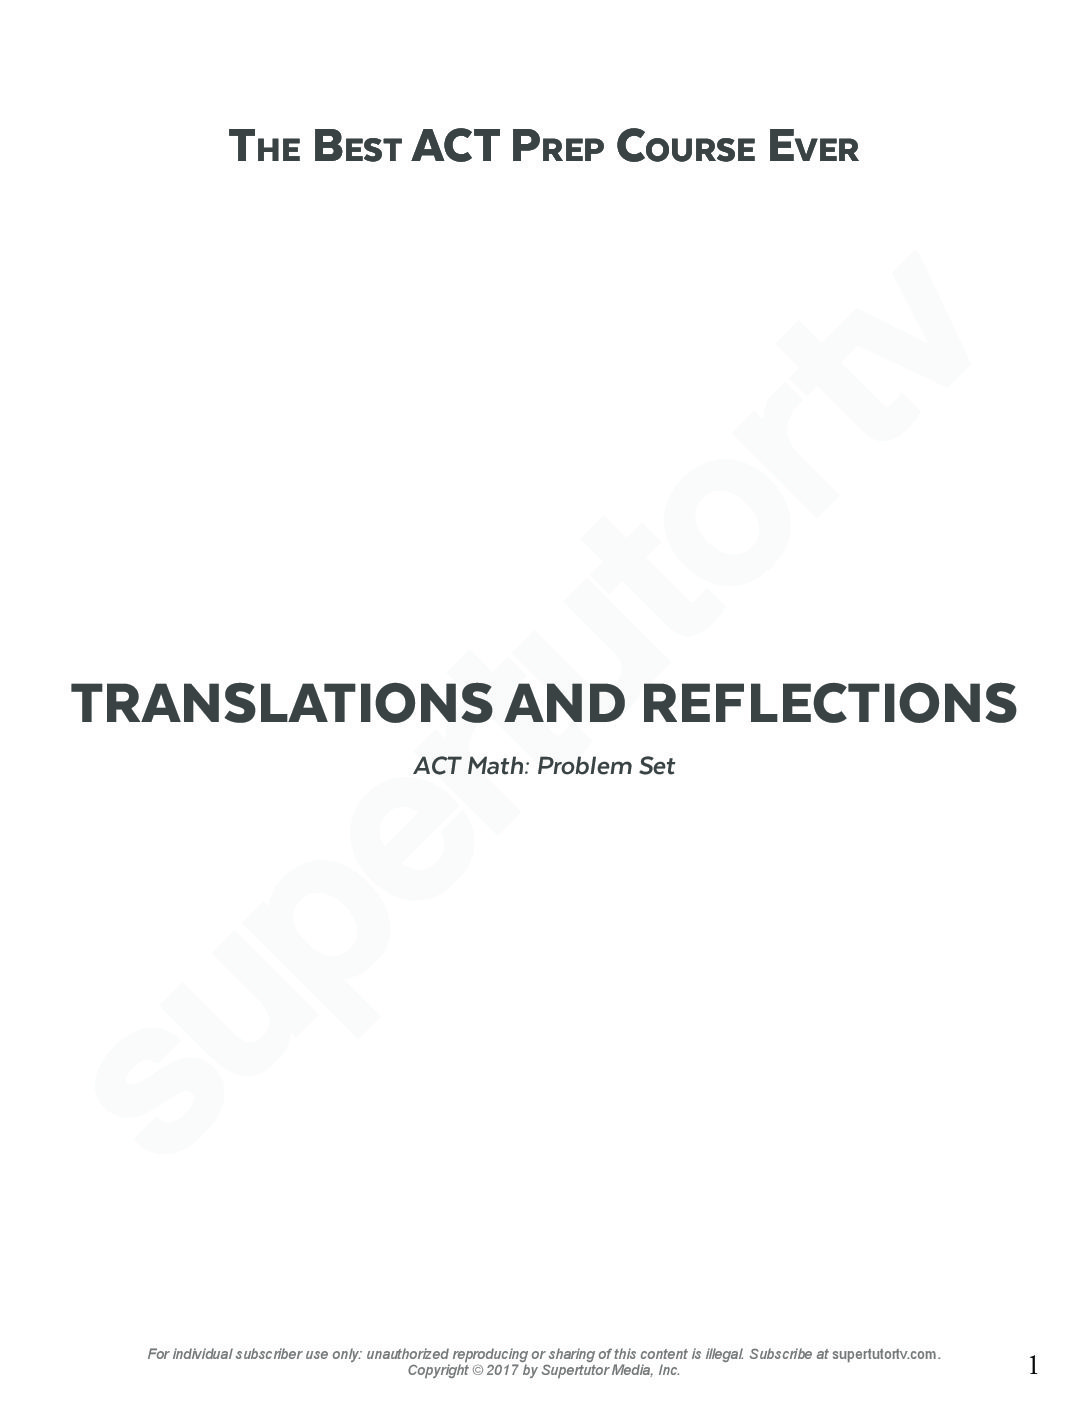 The Best ACT Prep Course Ever
supertutortv
TRANSLATIONS AND REFLECTIONS
ACT Math: Problem Set
For individual subscriber use only: unauthorized reproducing or sharing of this content is illegal. Subscribe at supertutortv.com.
Copyright © 2017 by Supertutor Media, Inc.
1